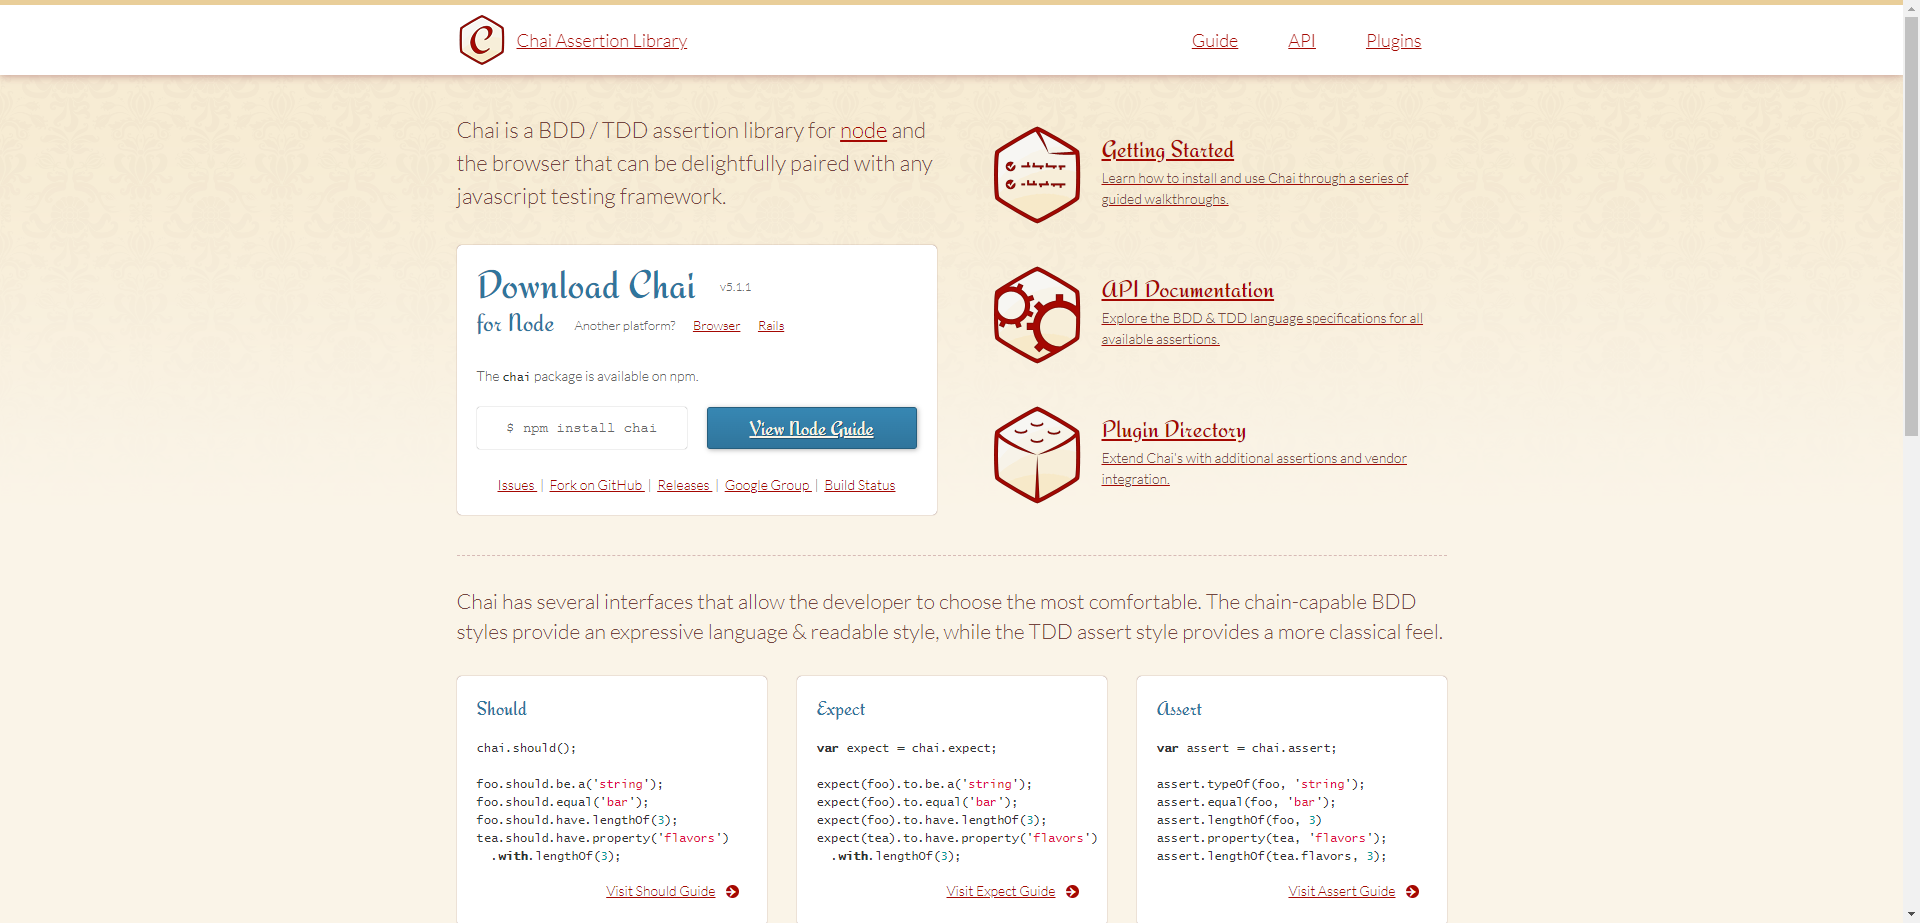 Chai Assertion Library
Guide
API
Plugins
Chai is a BDD / TDD assertion library for node and
the browser that can be delightfully paired with any
javascript testing framework.
Download Chai v5.1.1
for Node Another platform? Browser Rails
The chai package is available on npm.
$ npm install chai
View Node Guide
Issues | Fork on GitHub | Releases | Google Group | Build Status
Getting Started
Learn how to install and use Chai through a series of
guided walkthroughs.
API Documentation
Explore the BDD & TDD language specifications for all
available assertions.
Plugin Directory
Extend Chai's with additional assertions and vendor
integration.
Chai has several interfaces that allow the developer to choose the most comfortable. The chain-capable BDD
styles provide an expressive language & readable style, while the TDD assert style provides a more classical feel.
Should
chai.should();
foo.should.be.a('string');
foo.should.equal('bar');
foo.should.have.lengthOf(3);
tea.should.have.property('flavors')
.with.lengthOf(3);
Visit Should Guide
Expect
var expect = chai.expect;
expect(foo).to.be.a('string');
expect(foo).to.equal('bar');
expect(foo).to.have.lengthOf(3);
expect(tea).to.have.property('flavors')
.with.lengthOf(3);
Visit Expect Guide
Assert
var assert = chai.assert;
assert.typeOf(foo, 'string');
assert.equal(foo, 'bar');
assert.lengthOf(foo, 3)
assert.property(tea, 'flavors');
assert.lengthOf(tea.flavors, 3);
Visit Assert Guide